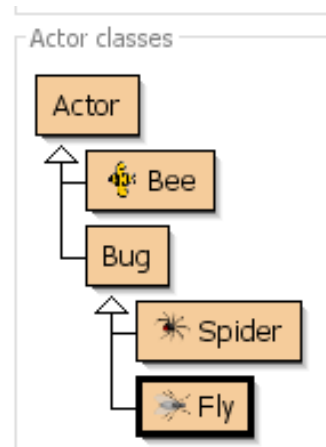 Actor classes
Actor
Bee
Bug
Spider
Fly